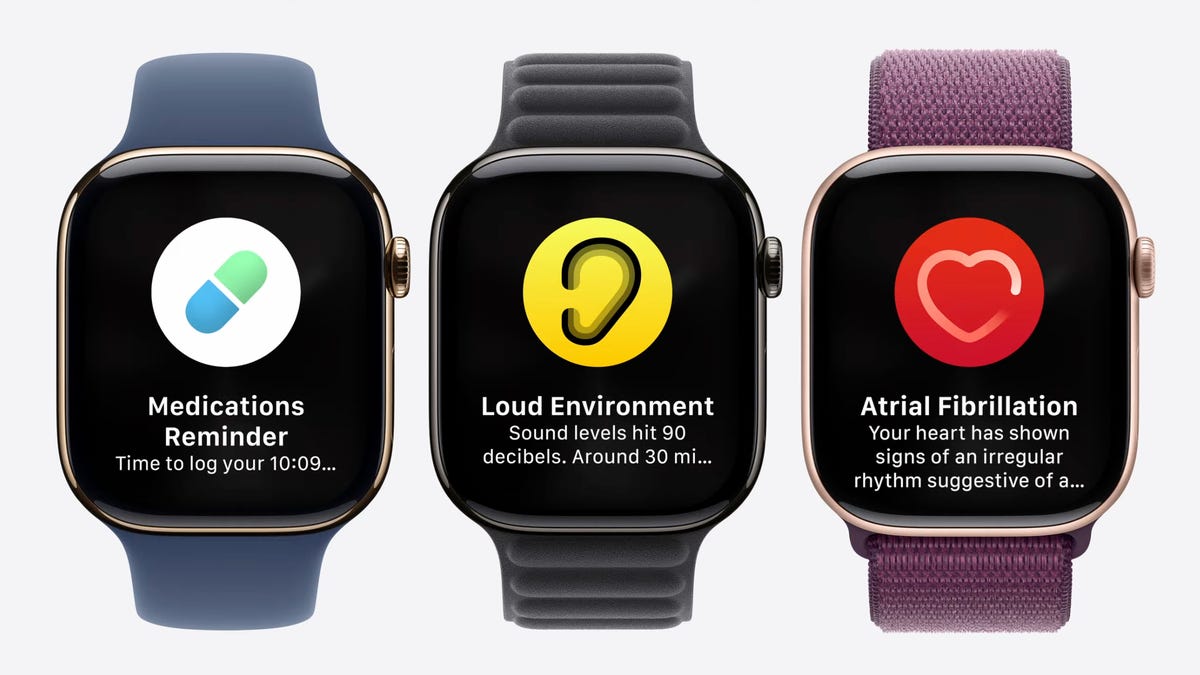 Medications
Reminder
Time to log your 10:09...
Loud Environment
Sound levels hit 90
decibels. Around 30 mi...
Atrial Fibrillation
Your heart has shown
signs of an irregular
rhythm suggestive of a...